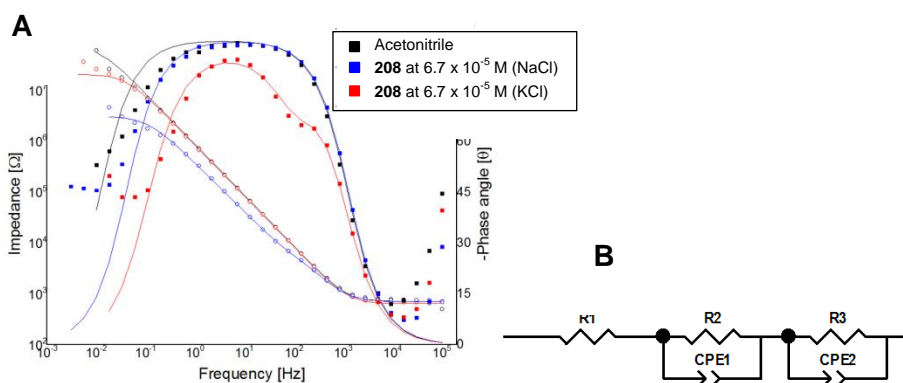 A
Acetonitrile
208 at 6.7 x 10⁻⁵ M (NaCl)
208 at 6.7 x 10⁻⁵ M (KCl)
Impedance [Ω]
10⁷
10⁶
10⁵
10⁴
10³
10²
60
45
30
15
0
-Phase angle [θ]
10⁻³ 10⁻² 10⁻¹ 10⁰ 10¹ 10² 10³ 10⁴ 10⁵
Frequency [Hz]
B
R1 R2 R3
CPE1 CPE2